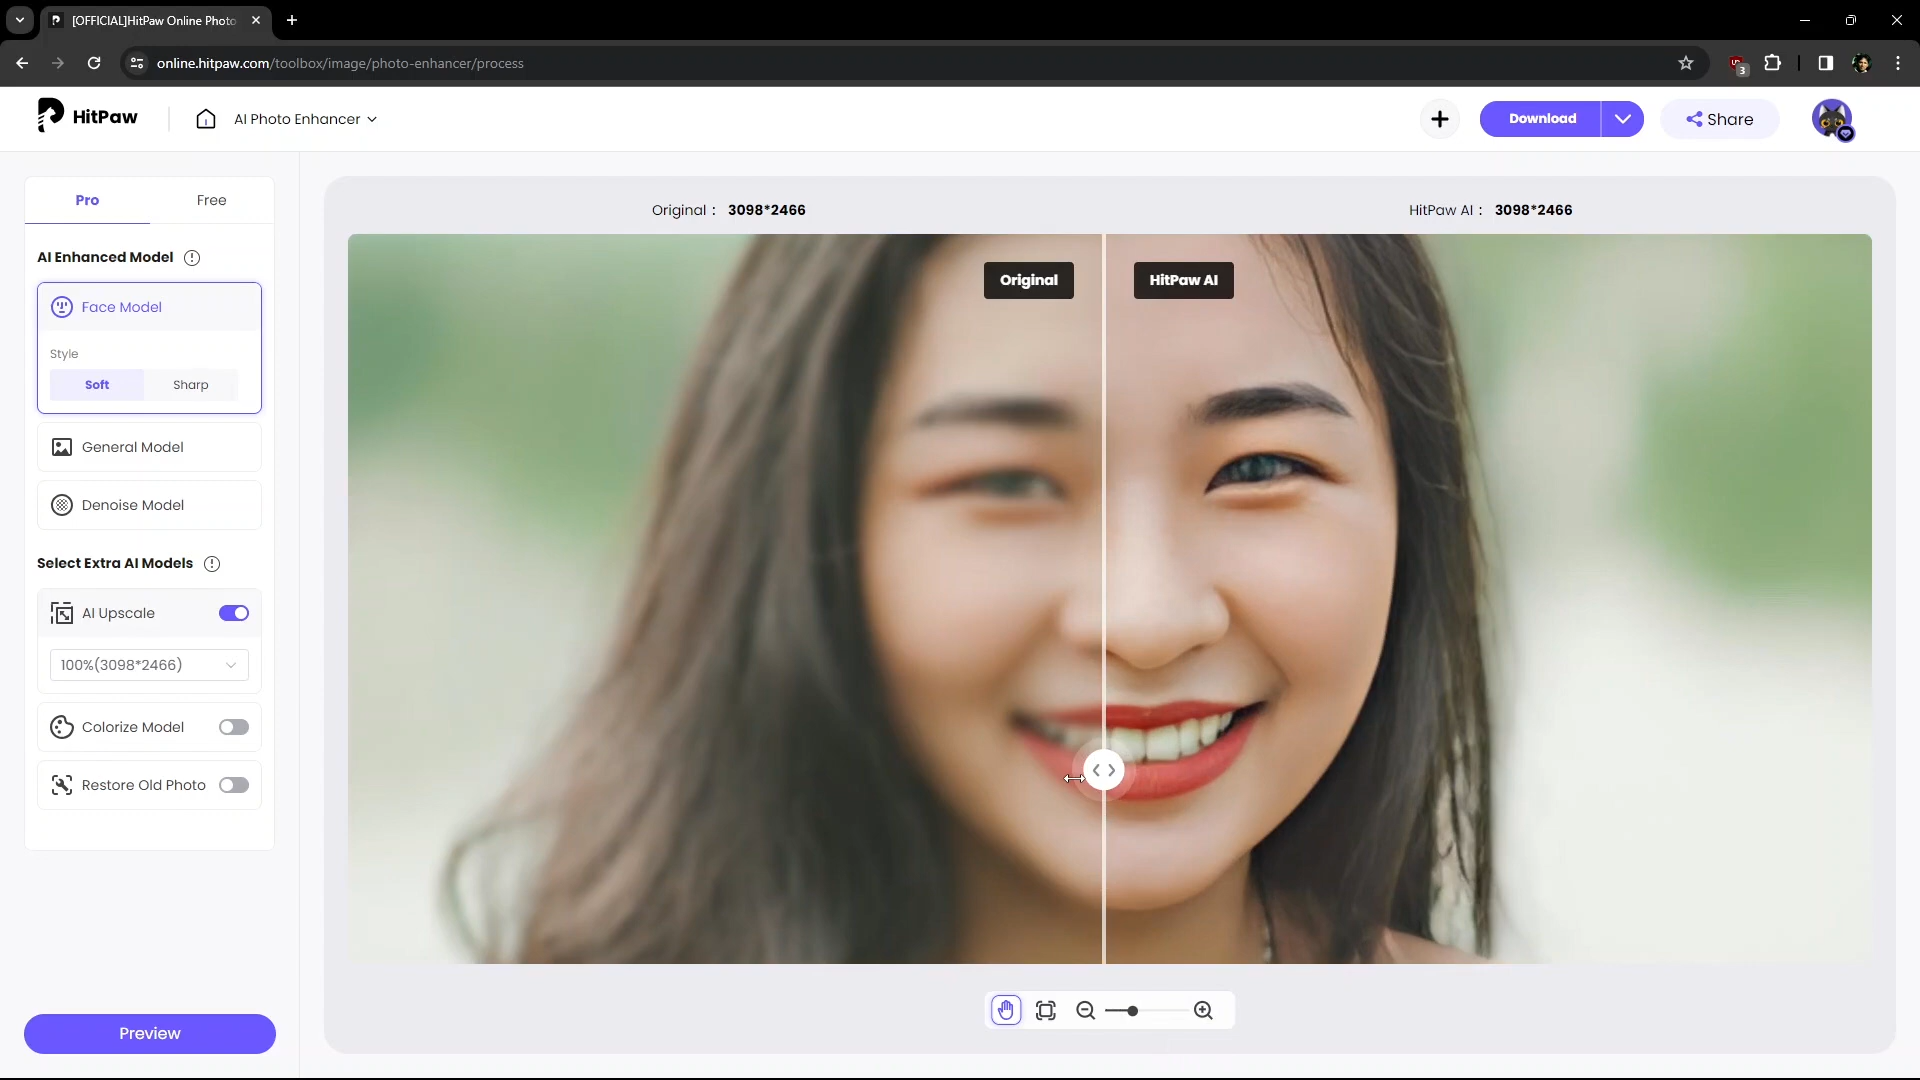 [OFFICIAL]HitPaw Online Photo
online.hitpaw.com/toolbox/image/photo-enhancer/process
3
HitPaw
AI Photo Enhancer
Download
Share
Pro
Free
AI Enhanced Model
Face Model
Style
Soft
Sharp
General Model
Denoise Model
Select Extra AI Models
AI Upscale
100%(3098*2466)
Colorize Model
Restore Old Photo
Preview
Original : 3098*2466
HitPaw AI : 3098*2466
Original
HitPaw AI